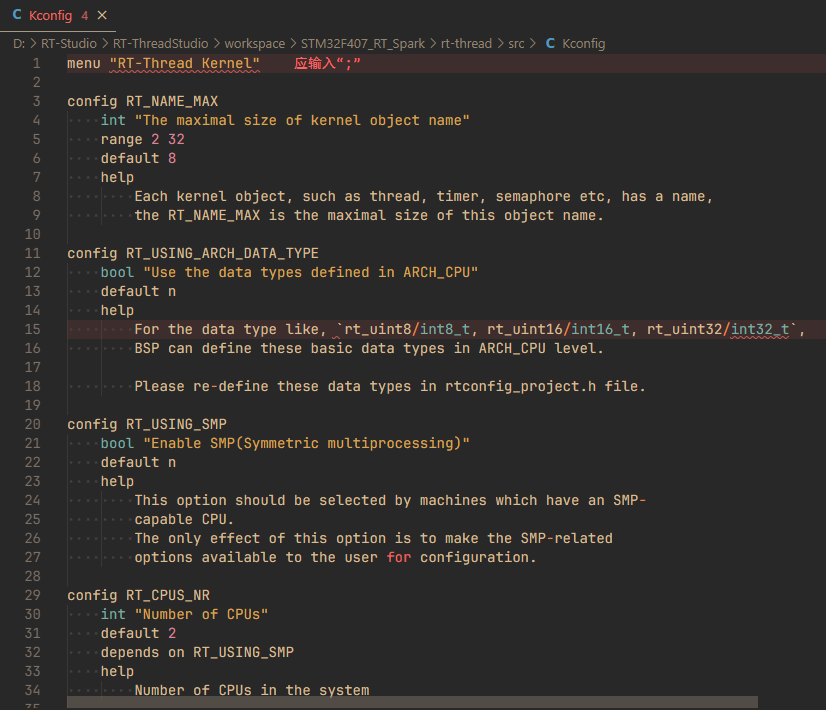 C Kconfig 4 ×
D: > RT-Studio > RT-ThreadStudio > workspace > STM32F407_RT_Spark > rt-thread > src > C Kconfig
1 menu "RT-Thread Kernel" 应输入“;”
2
3 config RT_NAME_MAX
4 int "The maximal size of kernel object name"
5 range 2 32
6 default 8
7 help
8 Each kernel object, such as thread, timer, semaphore etc, has a name,
9 the RT_NAME_MAX is the maximal size of this object name.
10
11 config RT_USING_ARCH_DATA_TYPE
12 bool "Use the data types defined in ARCH_CPU"
13 default n
14 help
15 For the data type like, `rt_uint8/int8_t, rt_uint16/int16_t, rt_uint32/int32_t`,
16 BSP can define these basic data types in ARCH_CPU level.
17
18 Please re-define these data types in rtconfig_project.h file.
19
20 config RT_USING_SMP
21 bool "Enable SMP(Symmetric multiprocessing)"
22 default n
23 help
24 This option should be selected by machines which have an SMP-
25 capable CPU.
26 The only effect of this option is to make the SMP-related
27 options available to the user for configuration.
28
29 config RT_CPUS_NR
30 int "Number of CPUs"
31 default 2
32 depends on RT_USING_SMP
33 help
34 Number of CPUs in the system
35